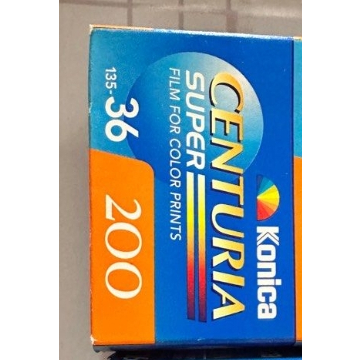 Konica
CENTURIA
SUPER
FILM FOR COLOR PRINTS
135-36
200